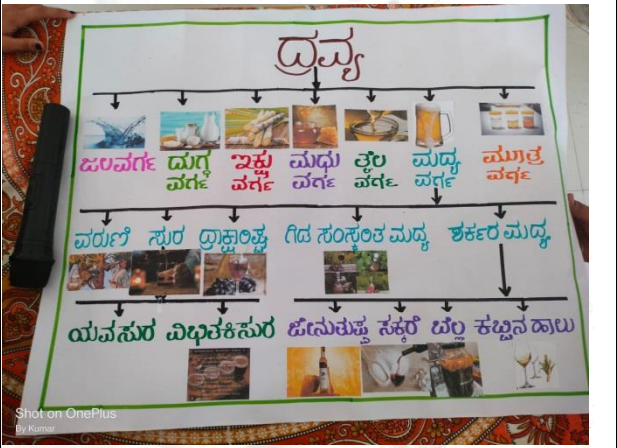 ದ್ರವ್ಯ
ಜಲವರ್ಗ ದುಗ್ಧ ಇಕ್ಷು ಮಧು ತೈಲ ಮದ್ಯ ಮೂತ್ರ
ವರ್ಗ ವರ್ಗ ವರ್ಗ ವರ್ಗ ವರ್ಗ ವರ್ಗ
ವರುಣಿ ಸುರ ದ್ರಾಕ್ಷಾರಿಷ್ಟ ಗಿಡ ಸಂಸ್ಕರಿತ ಮದ್ಯ ಶರ್ಕರ ಮದ್ಯ
ಯವಸುರ ವಿಭಿತಕಿಸುರ ಜೇನುತುಪ್ಪ ಸಕ್ಕರೆ ಬೆಲ್ಲ ಕಬ್ಬಿನ ಹಾಲು
Shot on OnePlus
By Kumar